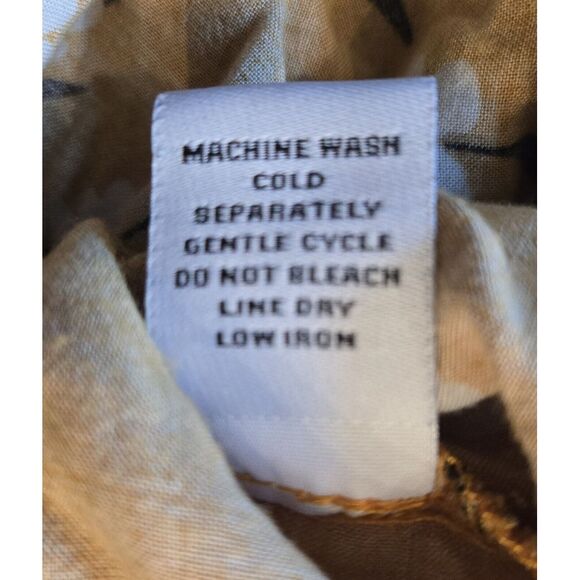 MACHINE WASH
COLD
SEPARATELY
GENTLE CYCLE
DO NOT BLEACH
LINE DRY
LOW IRON